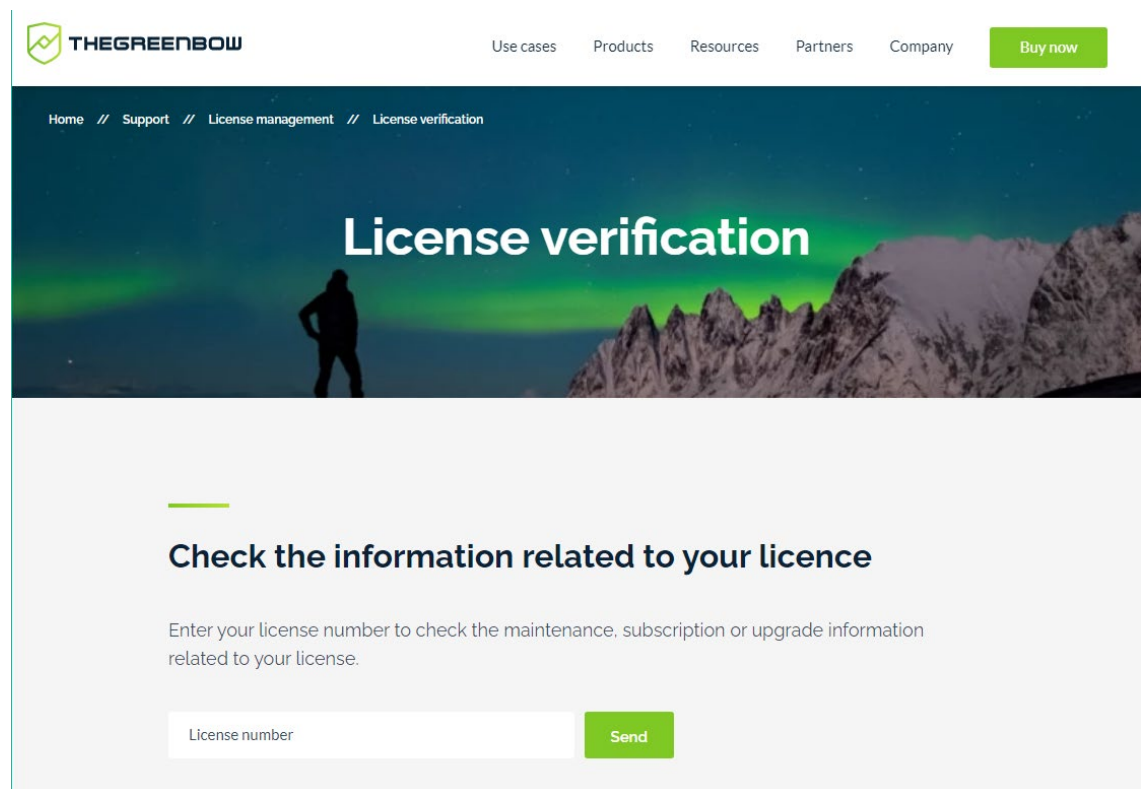 THEGREENBOW
Use cases Products Resources Partners Company Buy now
Home // Support // License management // License verification
License verification
Check the information related to your licence
Enter your license number to check the maintenance, subscription or upgrade information
related to your license.
License number Send